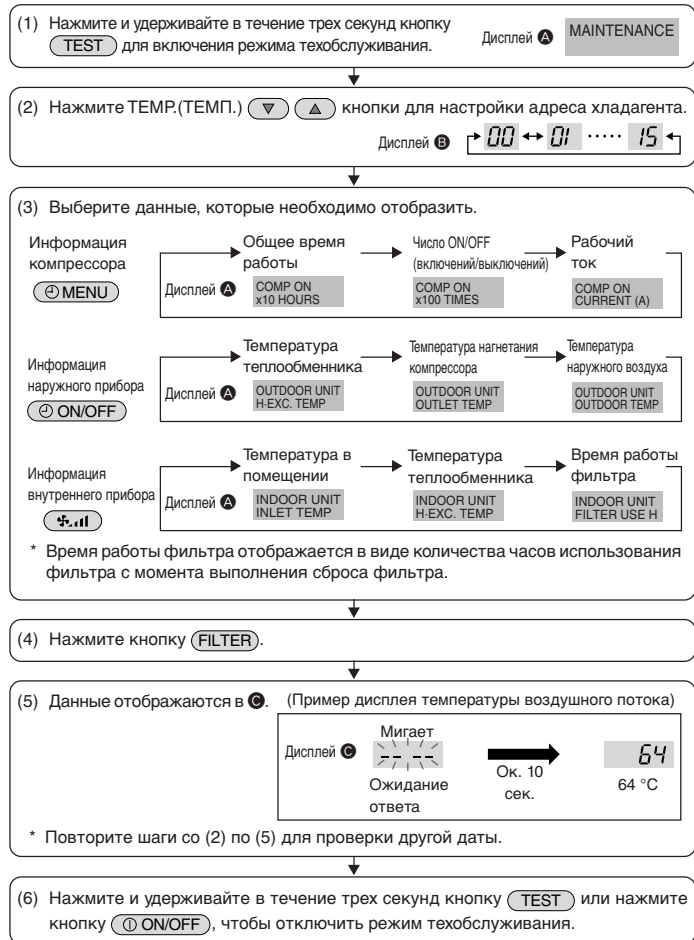 (1) Нажмите и удерживайте в течение трех секунд кнопку
TEST для включения режима техобслуживания.
Дисплей A MAINTENANCE
(2) Нажмите TEMP.(ТЕМП.) ▼ ▲ кнопки для настройки адреса хладагента.
Дисплей B 00 ↔ 01 ····· 15
(3) Выберите данные, которые необходимо отобразить.
Информация
компрессора
MENU
Дисплей A
Общее время
работы
COMP ON
x10 HOURS
Число ON/OFF
(включений/выключений)
COMP ON
x100 TIMES
Рабочий
ток
COMP ON
CURRENT (A)
Информация
наружного прибора
ON/OFF
Дисплей A
Температура
теплообменника
OUTDOOR UNIT
H·EXC. TEMP
Температура нагнетания
компрессора
OUTDOOR UNIT
OUTLET TEMP
Температура
наружного воздуха
OUTDOOR UNIT
OUTDOOR TEMP
Информация
внутреннего прибора
Дисплей A
Температура в
помещении
INDOOR UNIT
INLET TEMP
Температура
теплообменника
INDOOR UNIT
H·EXC. TEMP
Время работы
фильтра
INDOOR UNIT
FILTER USE H
* Время работы фильтра отображается в виде количества часов использования
фильтра с момента выполнения сброса фильтра.
(4) Нажмите кнопку FILTER.
(5) Данные отображаются в C. (Пример дисплея температуры воздушного потока)
Дисплей C
Мигает
-- --
Ожидание
ответа
Ок. 10
сек.
64
64 °C
* Повторите шаги со (2) по (5) для проверки другой даты.
(6) Нажмите и удерживайте в течение трех секунд кнопку TEST или нажмите
кнопку ON/OFF, чтобы отключить режим техобслуживания.